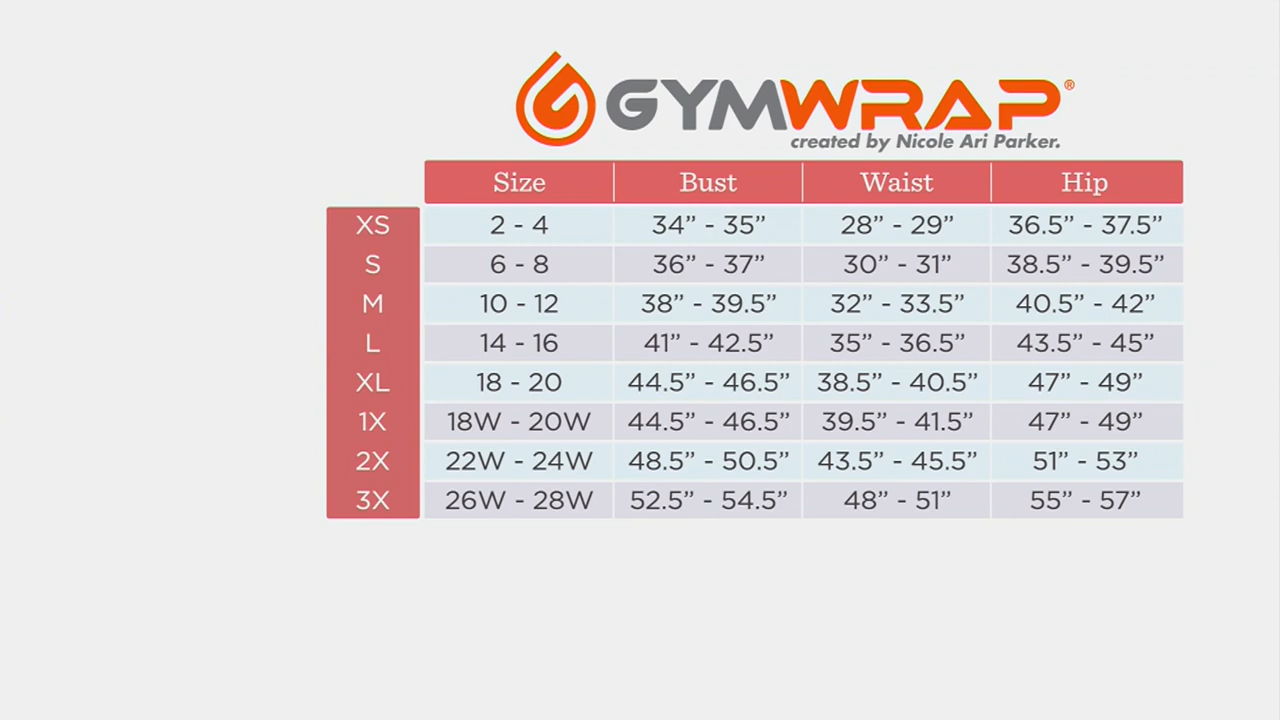 GYMWRAP®
created by Nicole Ari Parker.
Size Bust Waist Hip
XS 2 - 4 34” - 35” 28” - 29” 36.5” - 37.5”
S 6 - 8 36” - 37” 30” - 31” 38.5” - 39.5”
M 10 - 12 38” - 39.5” 32” - 33.5” 40.5” - 42”
L 14 - 16 41” - 42.5” 35” - 36.5” 43.5” - 45”
XL 18 - 20 44.5” - 46.5” 38.5” - 40.5” 47” - 49”
1X 18W - 20W 44.5” - 46.5” 39.5” - 41.5” 47” - 49”
2X 22W - 24W 48.5” - 50.5” 43.5” - 45.5” 51” - 53”
3X 26W - 28W 52.5” - 54.5” 48” - 51” 55” - 57”